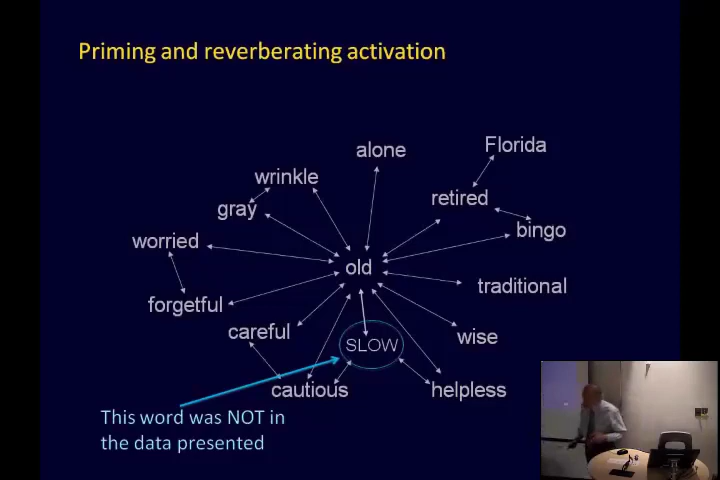 Priming and reverberating activation
alone
Florida
wrinkle
retired
gray
bingo
worried
old
traditional
forgetful
careful
SLOW
wise
cautious
helpless
This word was NOT in
the data presented